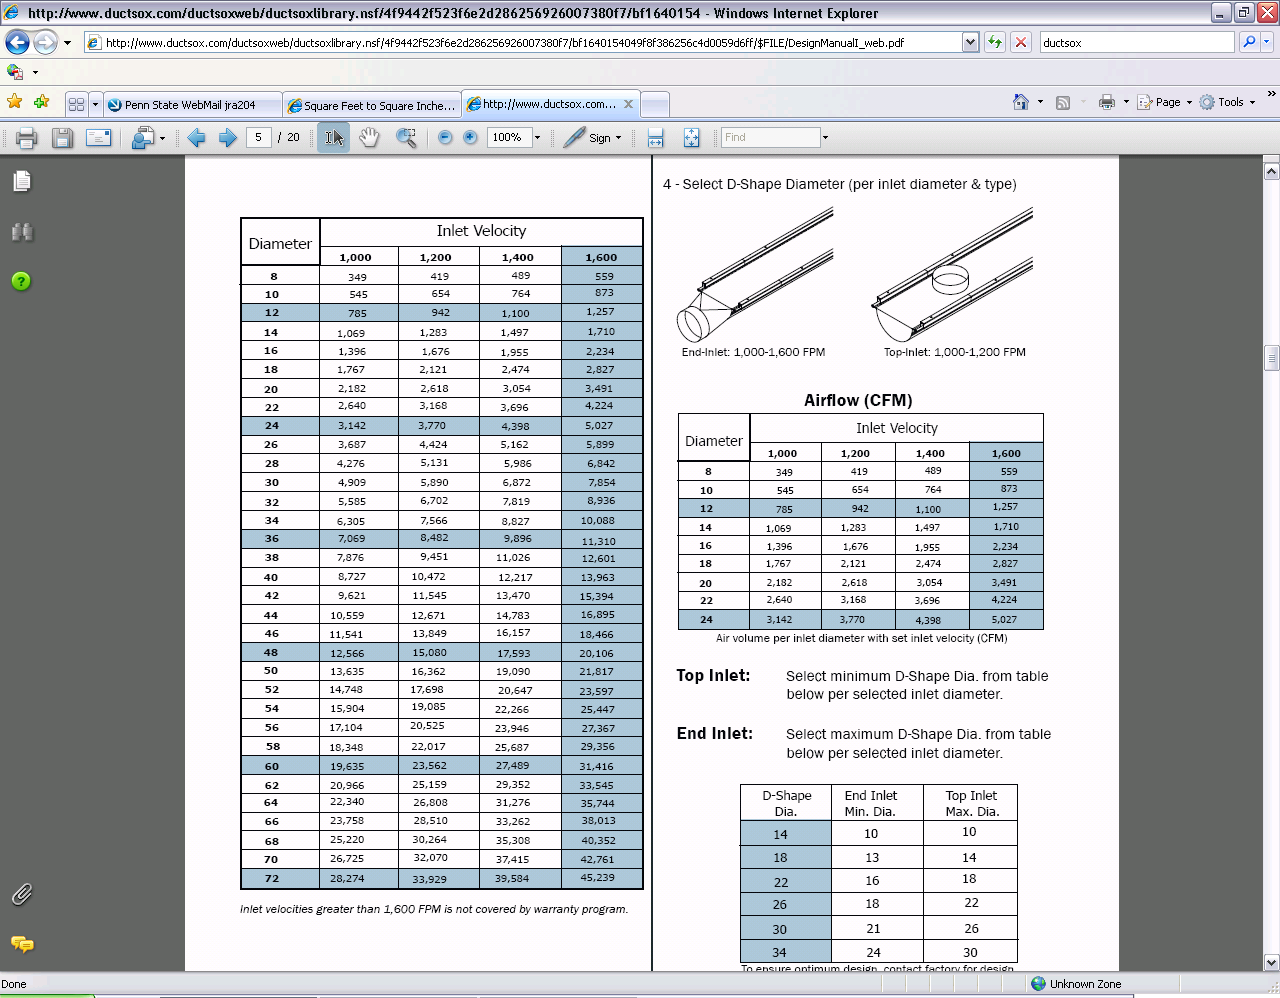 http://www.ductsox.com/ductsoxweb/ductsoxlibrary.nsf/4f9442f523f6e2d286256926007380f7/bf1640154 - Windows Internet Explorer
http://www.ductsox.com/ductsoxweb/ductsoxlibrary.nsf/4f9442f523f6e2d286256926007380f7/bf1640154049f8f386256c4d0059d6ff/$FILE/DesignManualI_web.pdf
ductsox
Penn State WebMail jra204
Square Feet to Square Inche...
http://www.ductsox.com...
Page
Tools
5 / 20
100%
Sign
Find
Diameter Inlet Velocity
1,000 1,200 1,400 1,600
8 349 419 489 559
10 545 654 764 873
12 785 942 1,100 1,257
14 1,069 1,283 1,497 1,710
16 1,396 1,676 1,955 2,234
18 1,767 2,121 2,474 2,827
20 2,182 2,618 3,054 3,491
22 2,640 3,168 3,696 4,224
24 3,142 3,770 4,398 5,027
26 3,687 4,424 5,162 5,899
28 4,276 5,131 5,986 6,842
30 4,909 5,890 6,872 7,854
32 5,585 6,702 7,819 8,936
34 6,305 7,566 8,827 10,088
36 7,069 8,482 9,896 11,310
38 7,876 9,451 11,026 12,601
40 8,727 10,472 12,217 13,963
42 9,621 11,545 13,470 15,394
44 10,559 12,671 14,783 16,895
46 11,541 13,849 16,157 18,466
48 12,566 15,080 17,593 20,106
50 13,635 16,362 19,090 21,817
52 14,748 17,698 20,647 23,597
54 15,904 19,085 22,266 25,447
56 17,104 20,525 23,946 27,367
58 18,348 22,017 25,687 29,356
60 19,635 23,562 27,489 31,416
62 20,966 25,159 29,352 33,545
64 22,340 26,808 31,276 35,744
66 23,758 28,510 33,262 38,013
68 25,220 30,264 35,308 40,352
70 26,725 32,070 37,415 42,761
72 28,274 33,929 39,584 45,239
Inlet velocities greater than 1,600 FPM is not covered by warranty program.
4 - Select D-Shape Diameter (per inlet diameter & type)
End-Inlet: 1,000-1,600 FPM
Top-Inlet: 1,000-1,200 FPM
Airflow (CFM)
Diameter Inlet Velocity
1,000 1,200 1,400 1,600
8 349 419 489 559
10 545 654 764 873
12 785 942 1,100 1,257
14 1,069 1,283 1,497 1,710
16 1,396 1,676 1,955 2,234
18 1,767 2,121 2,474 2,827
20 2,182 2,618 3,054 3,491
22 2,640 3,168 3,696 4,224
24 3,142 3,770 4,398 5,027
Air volume per inlet diameter with set inlet velocity (CFM)
Top Inlet: Select minimum D-Shape Dia. from table
below per selected inlet diameter.
End Inlet: Select maximum D-Shape Dia. from table
below per selected inlet diameter.
D-Shape End Inlet Top Inlet
Dia. Min. Dia. Max. Dia.
14 10 10
18 13 14
22 16 18
26 18 22
30 21 26
34 24 30
To ensure optimum design, contact factory for design
Done
Unknown Zone